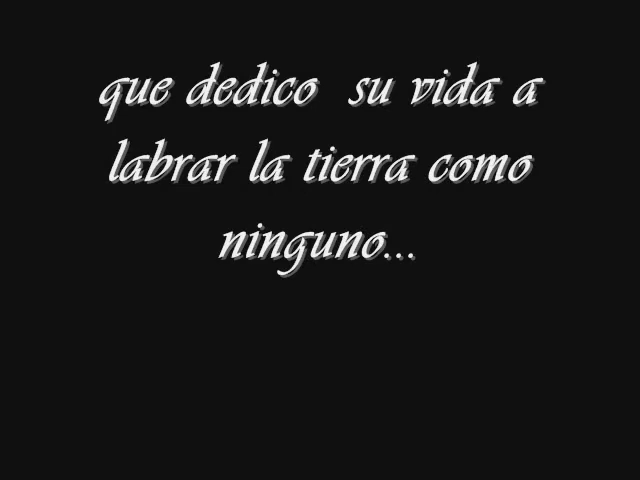 que dedico su vida a
labrar la tierra como
ninguno...